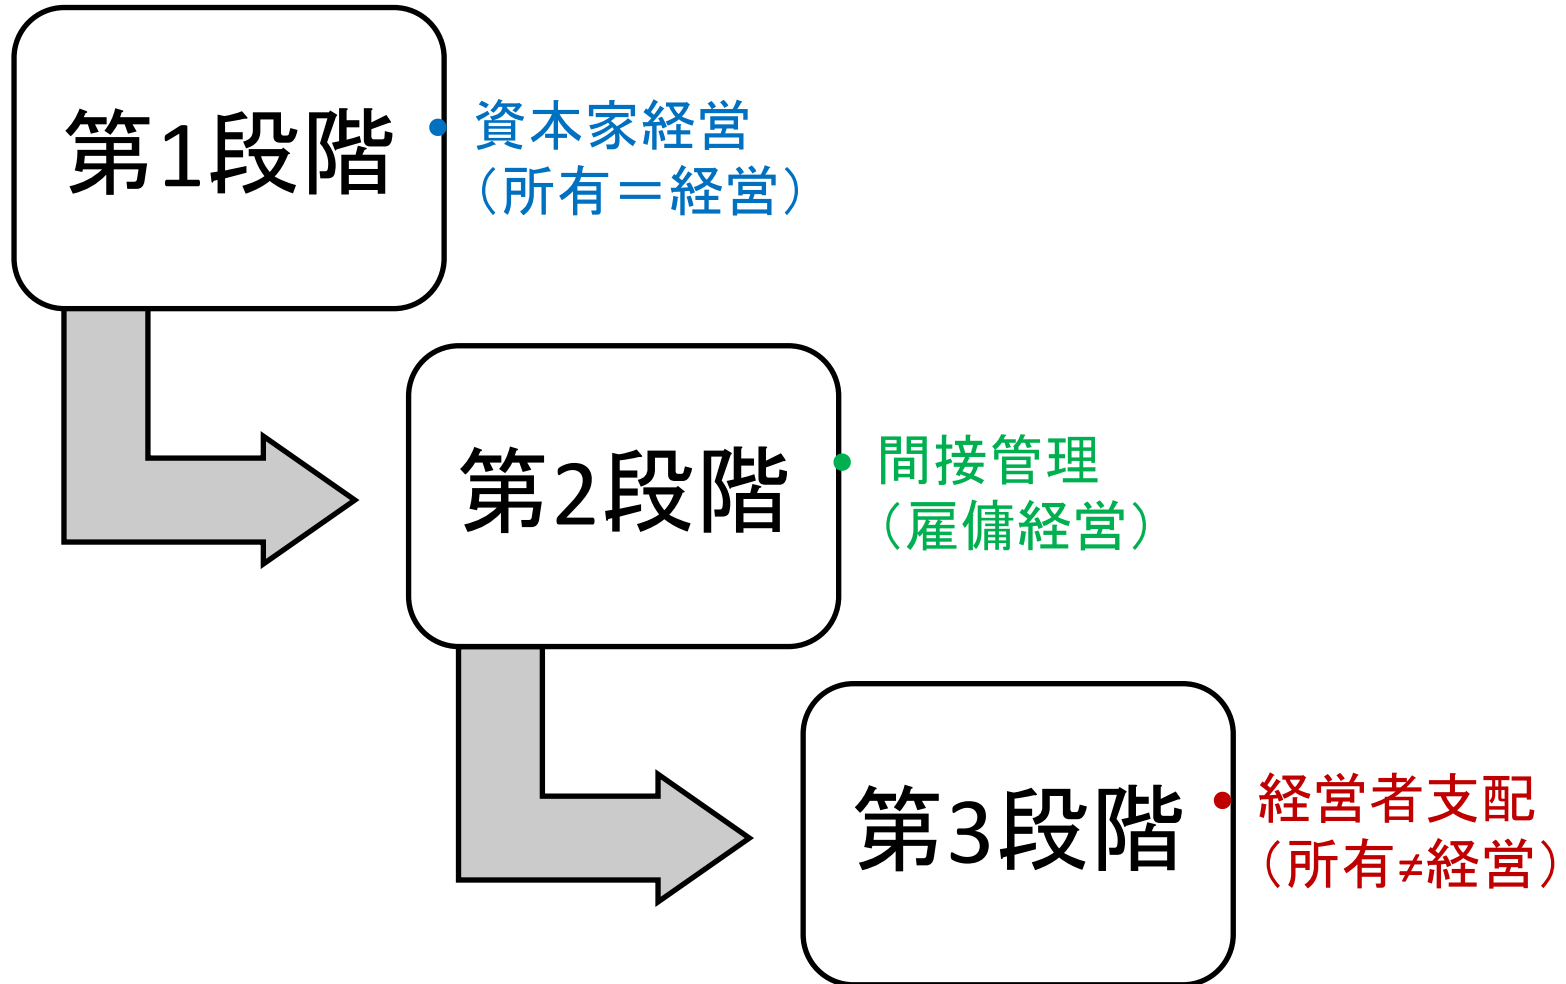 第1段階
資本家経営
（所有＝経営）
第2段階
間接管理
（雇傭経営）
第3段階
経営者支配
（所有≠経営）